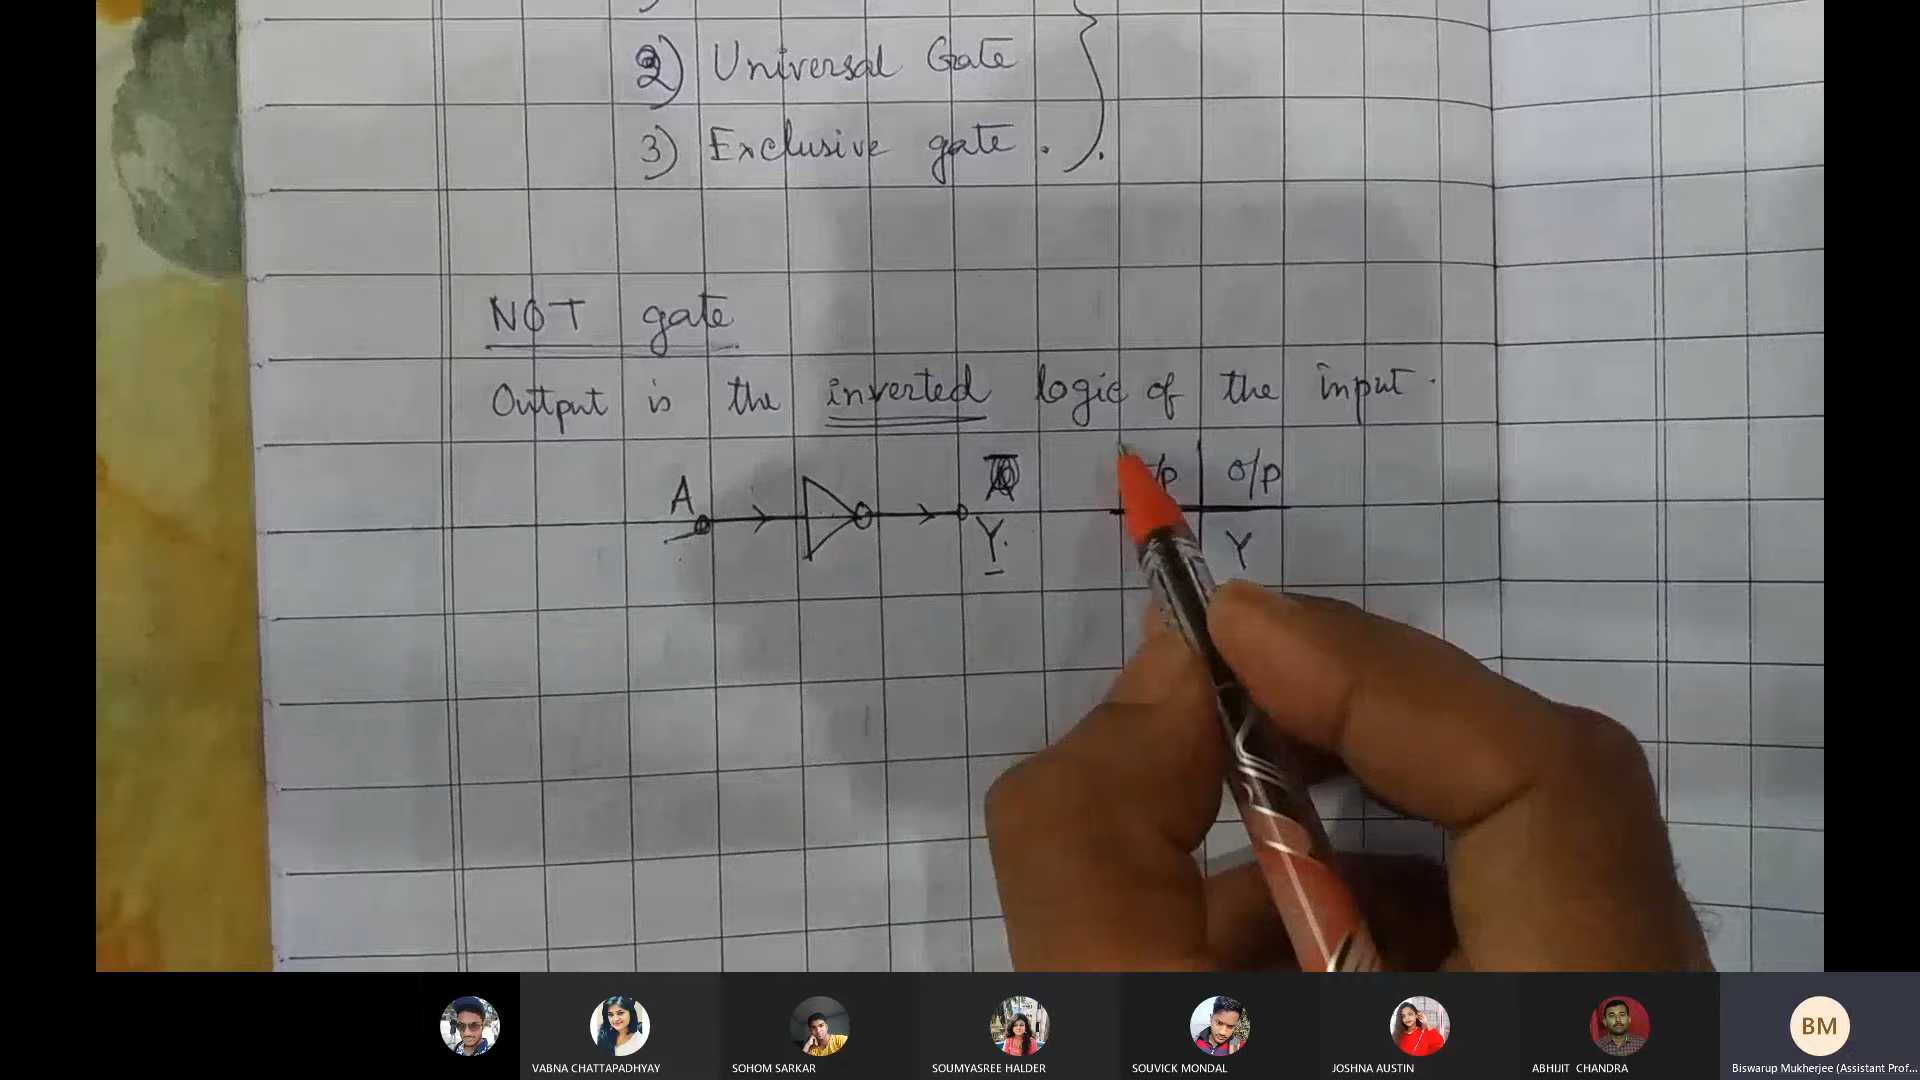 2) Universal Gate
3) Exclusive gate.
NOT gate
Output is the inverted logic of the input.
A
Y.
/p o/p
Y
VABNA CHATTAPADHYAY
SOHOM SARKAR
SOUMYASREE HALDER
SOUVICK MONDAL
JOSHNA AUSTIN
ABHIJIT CHANDRA
BM
Biswarup Mukherjee (Assistant Prof...